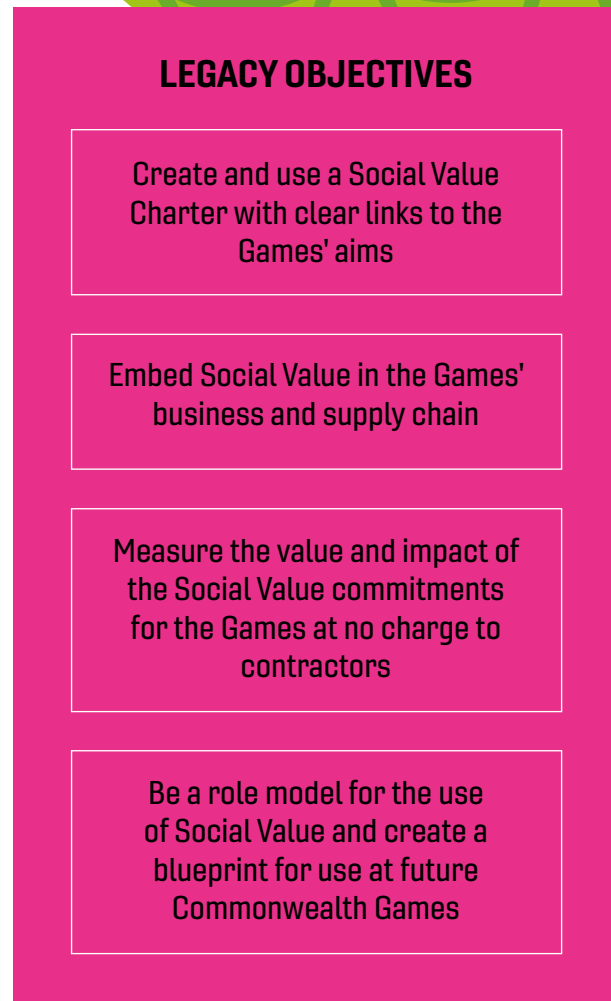 LEGACY OBJECTIVES
Create and use a Social Value
Charter with clear links to the
Games' aims
Embed Social Value in the Games'
business and supply chain
Measure the value and impact of
the Social Value commitments
for the Games at no charge to
contractors
Be a role model for the use
of Social Value and create a
blueprint for use at future
Commonwealth Games